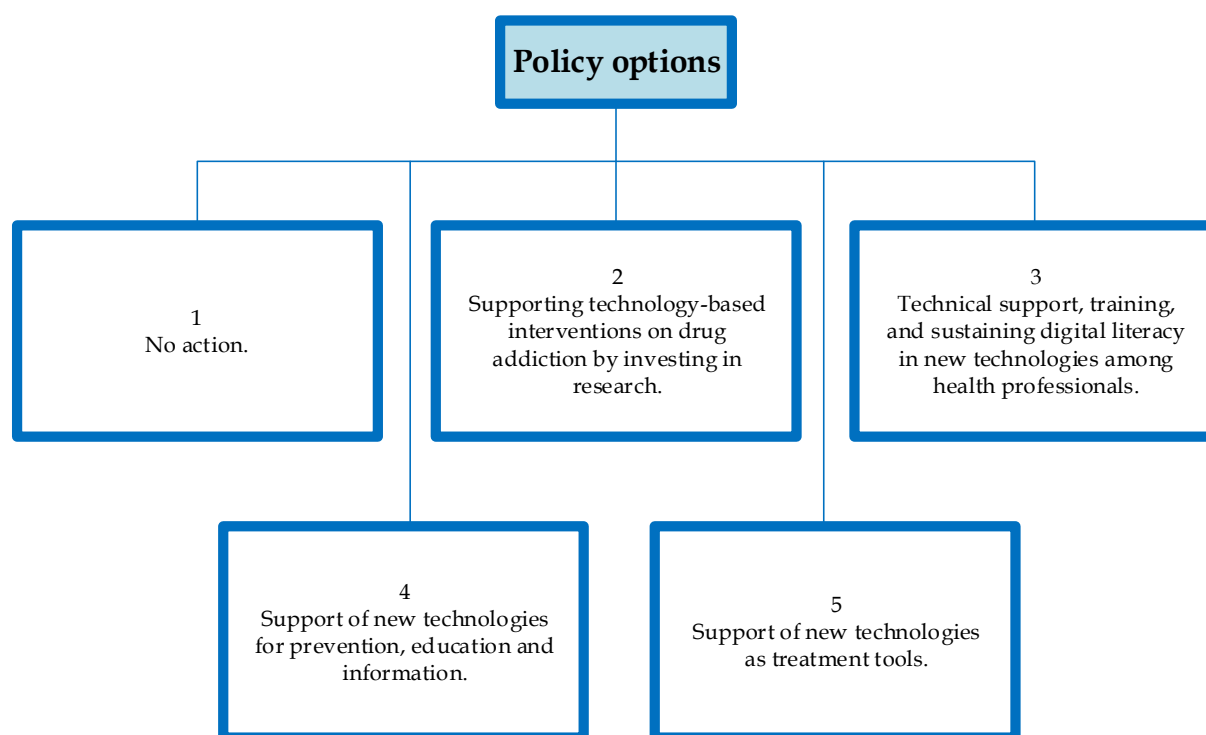 Policy options
1
No action.
2
Supporting technology-based
interventions on drug
addiction by investing in
research.
3
Technical support, training,
and sustaining digital literacy
in new technologies among
health professionals.
4
Support of new technologies
for prevention, education and
information.
5
Support of new technologies
as treatment tools.